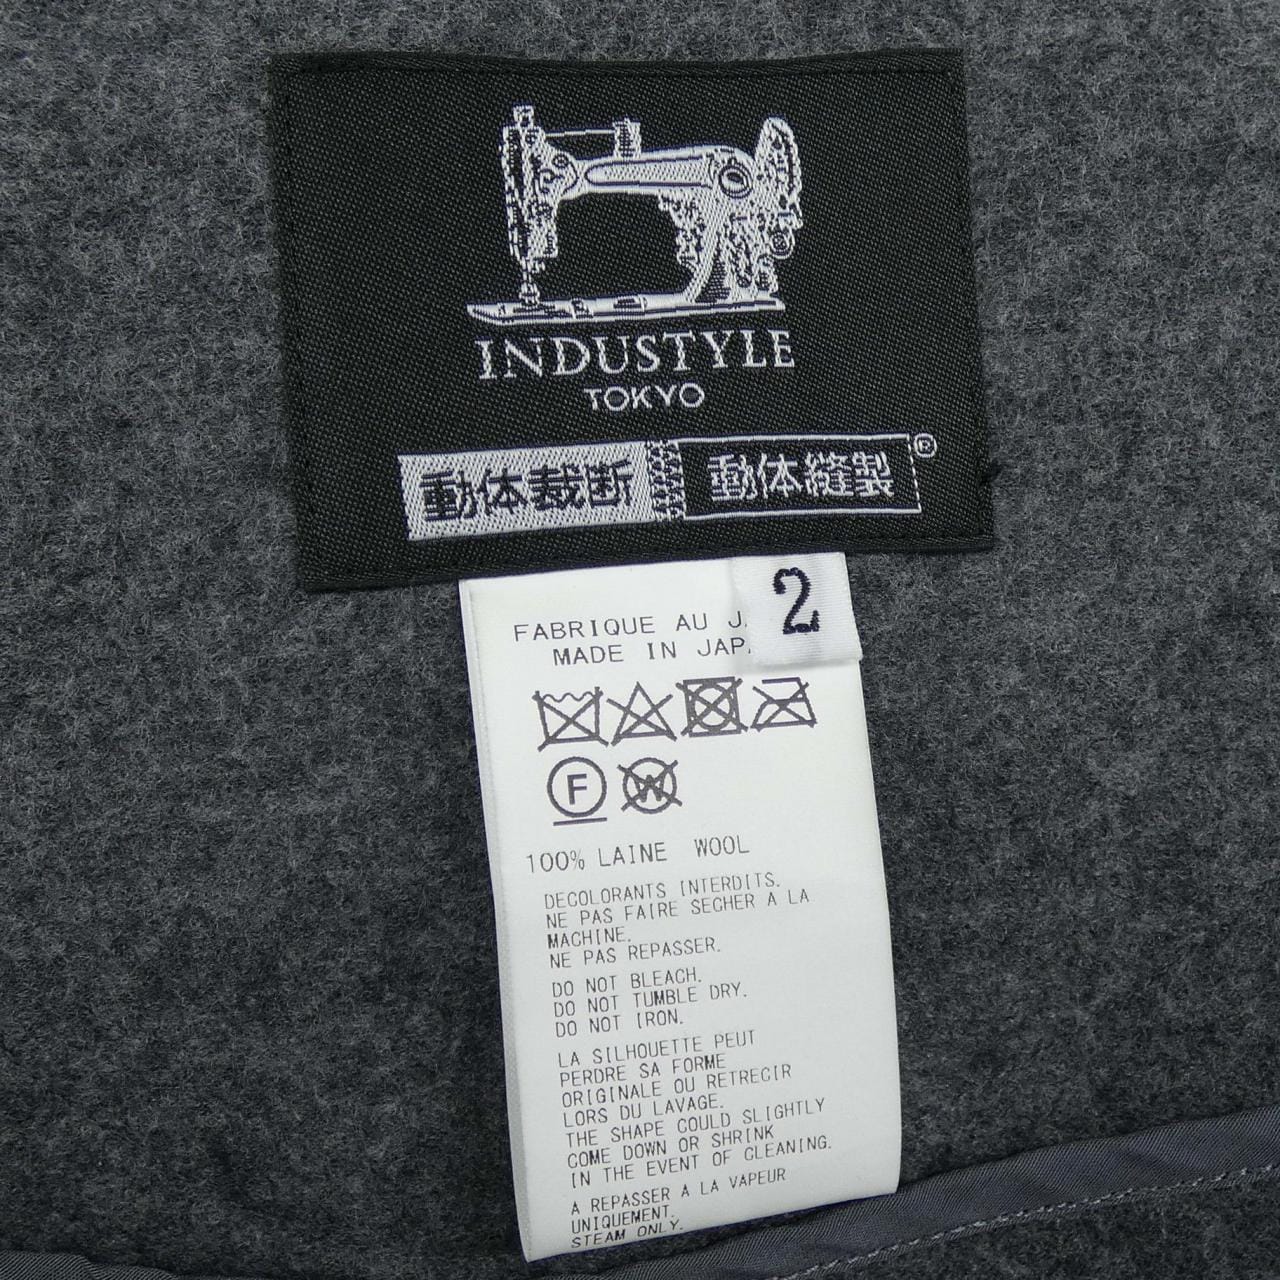 INDUSTYLE
TOKYO
動体裁断 動体縫製®
2
FABRIQUE AU
MADE IN
F W
100% LAINE WOOL
DECOLORANTS INTERDITS.
NE PAS FAIRE SECHER A LA
MACHINE.
NE PAS REPASSER.
DO NOT BLEACH.
DO NOT TUMBLE DRY.
DO NOT IRON.
LA SILHOUETTE PEUT
PERDRE SA FORME
ORIGINALE OU RETRECIR
LORS DU LAVAGE.
THE SHAPE COULD SLIGHTLY
COME DOWN OR SHRINK
IN THE EVENT OF CLEANING.
A REPASSER A LA VAPEUR
UNIQUEMENT.
STEAM ONLY.